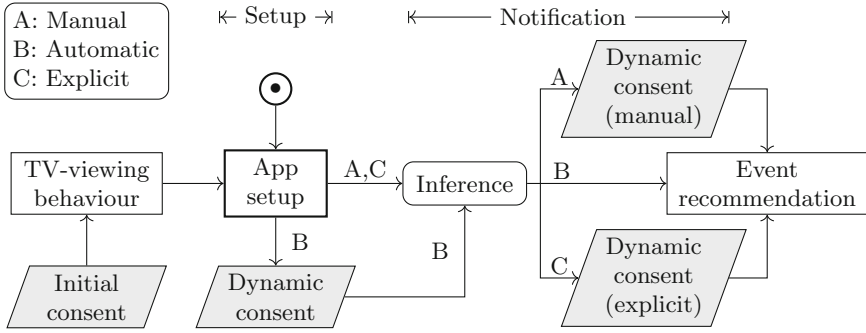 A: Manual
B: Automatic
C: Explicit
Setup
Notification
Dynamic
consent
(manual)
A
TV-viewing
behaviour
App
setup
A,C
Inference
B
Event
recommendation
B
B
C
Initial
consent
Dynamic
consent
Dynamic
consent
(explicit)